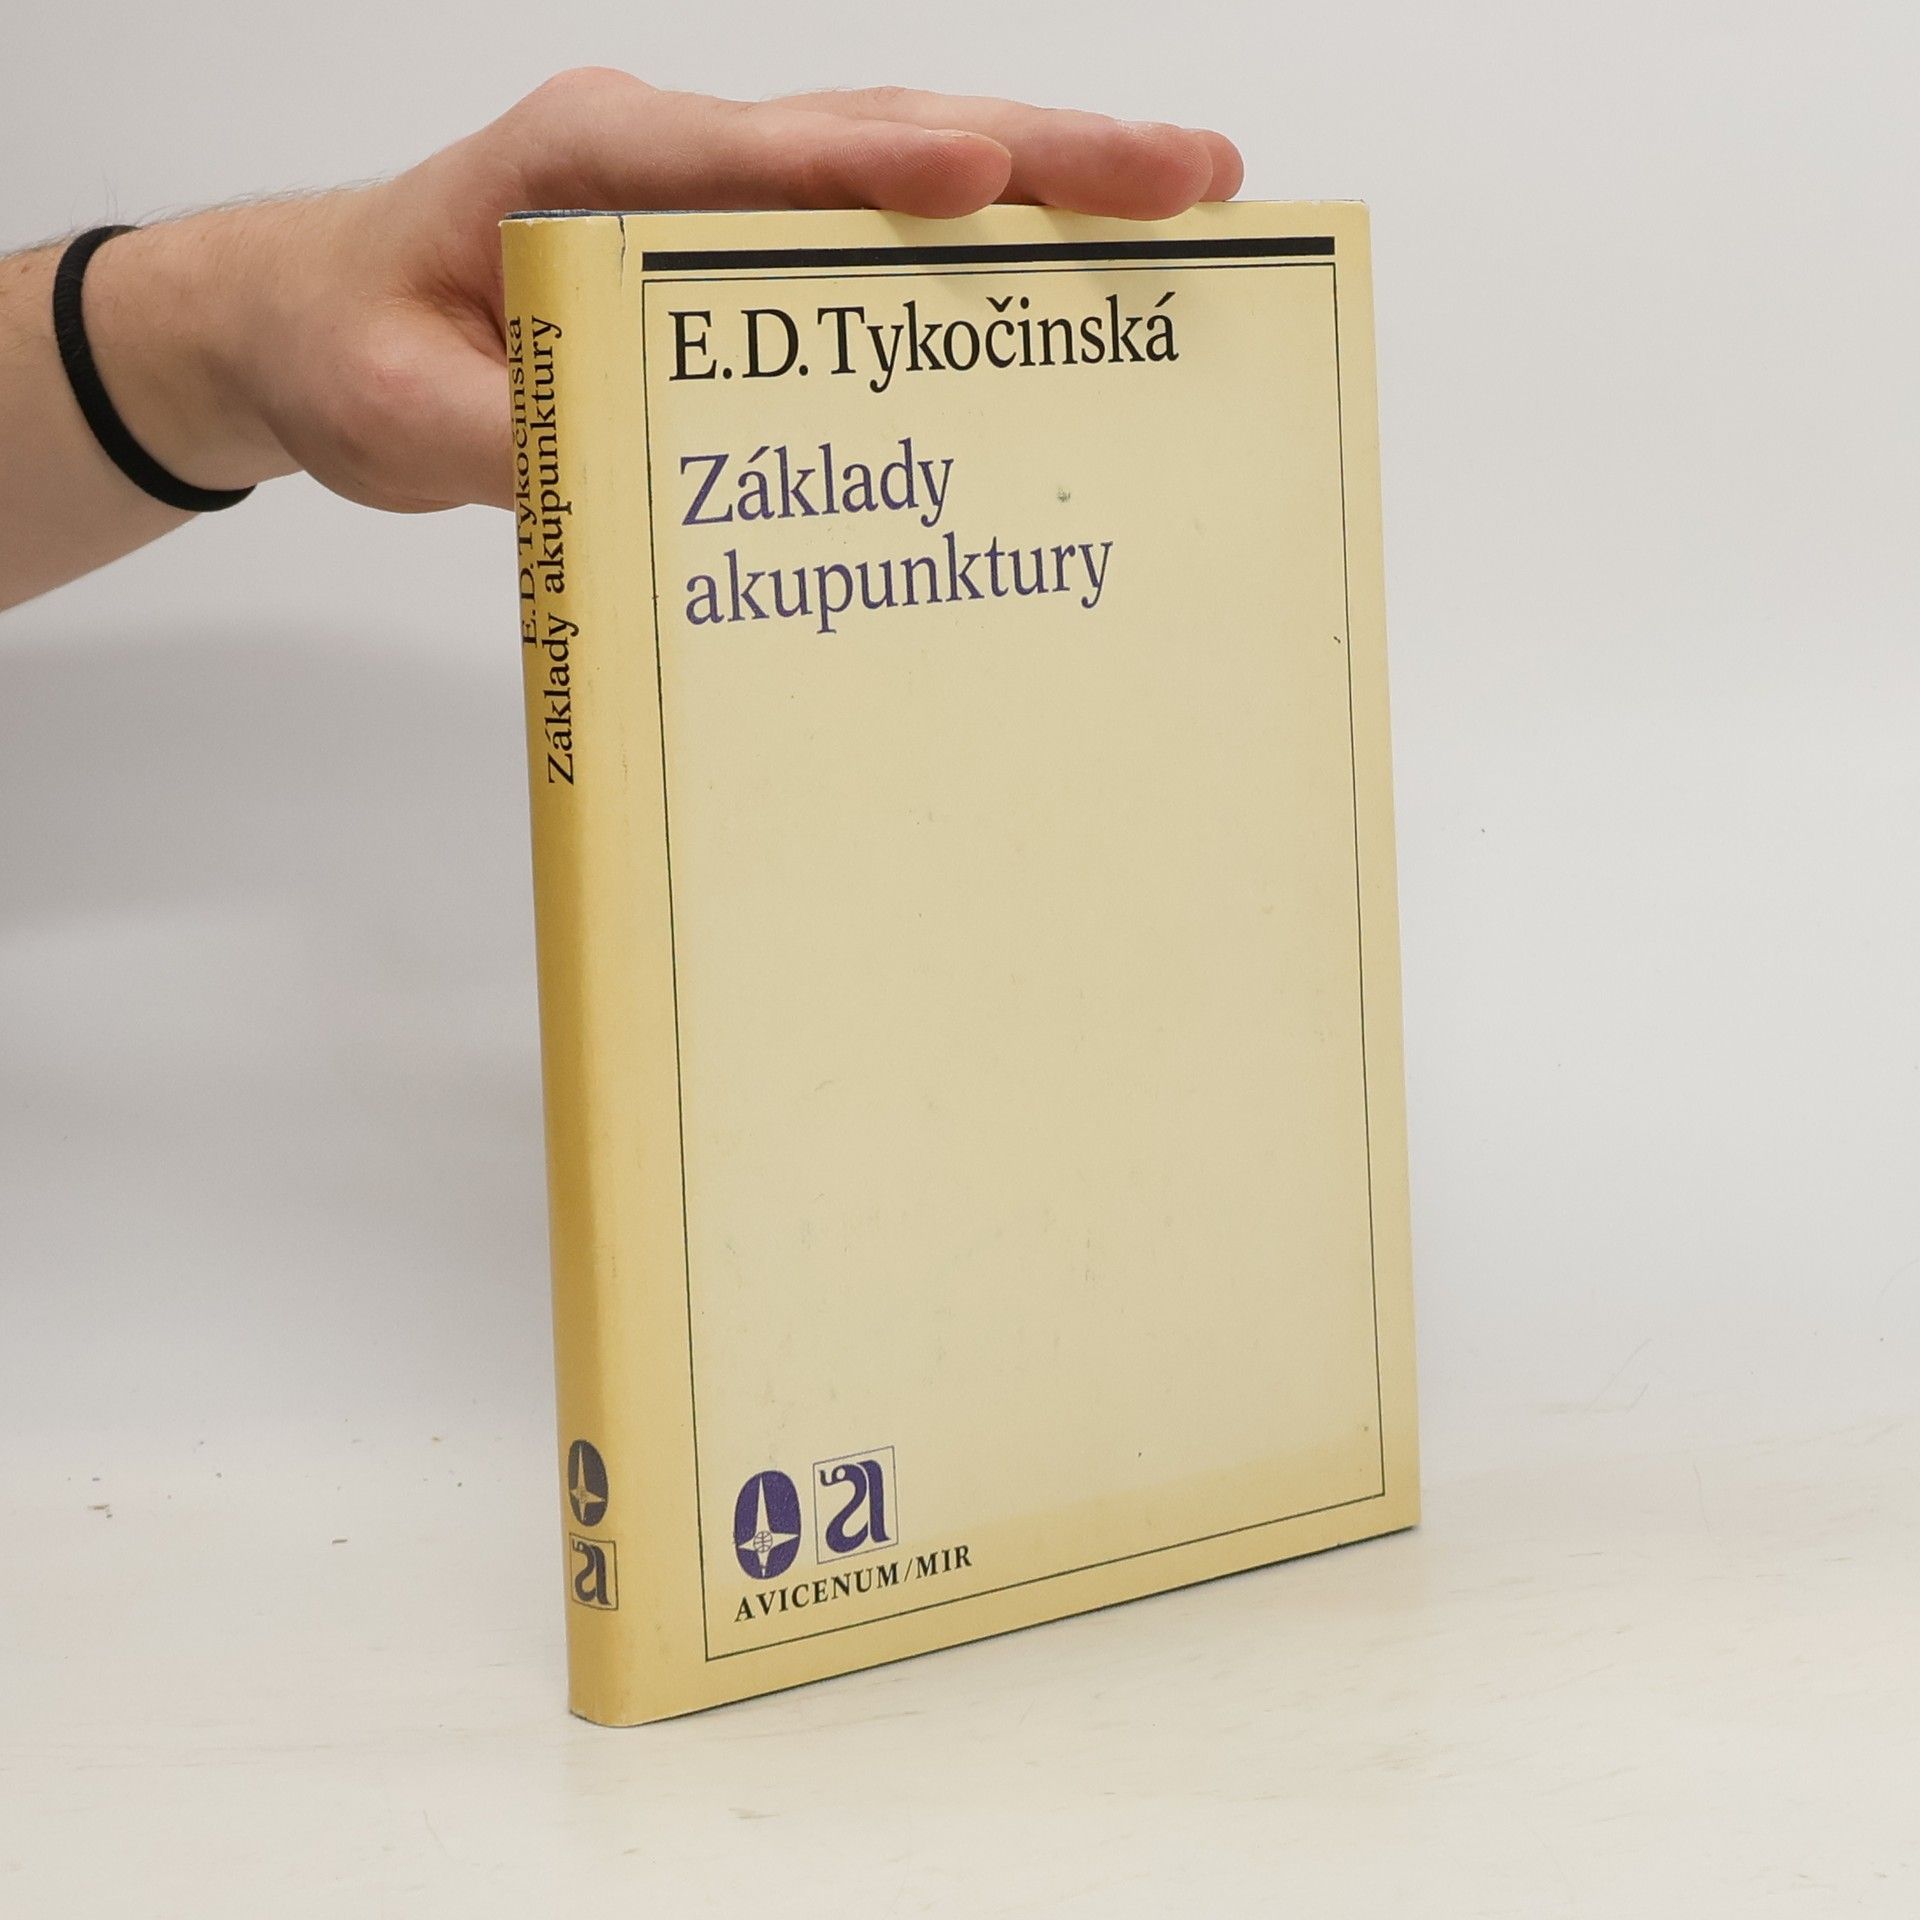 E. D. Tykočinská
Základy
akupunktury
AVICENUM/MIR
E. D. Tykočinská
Základy akupunktury